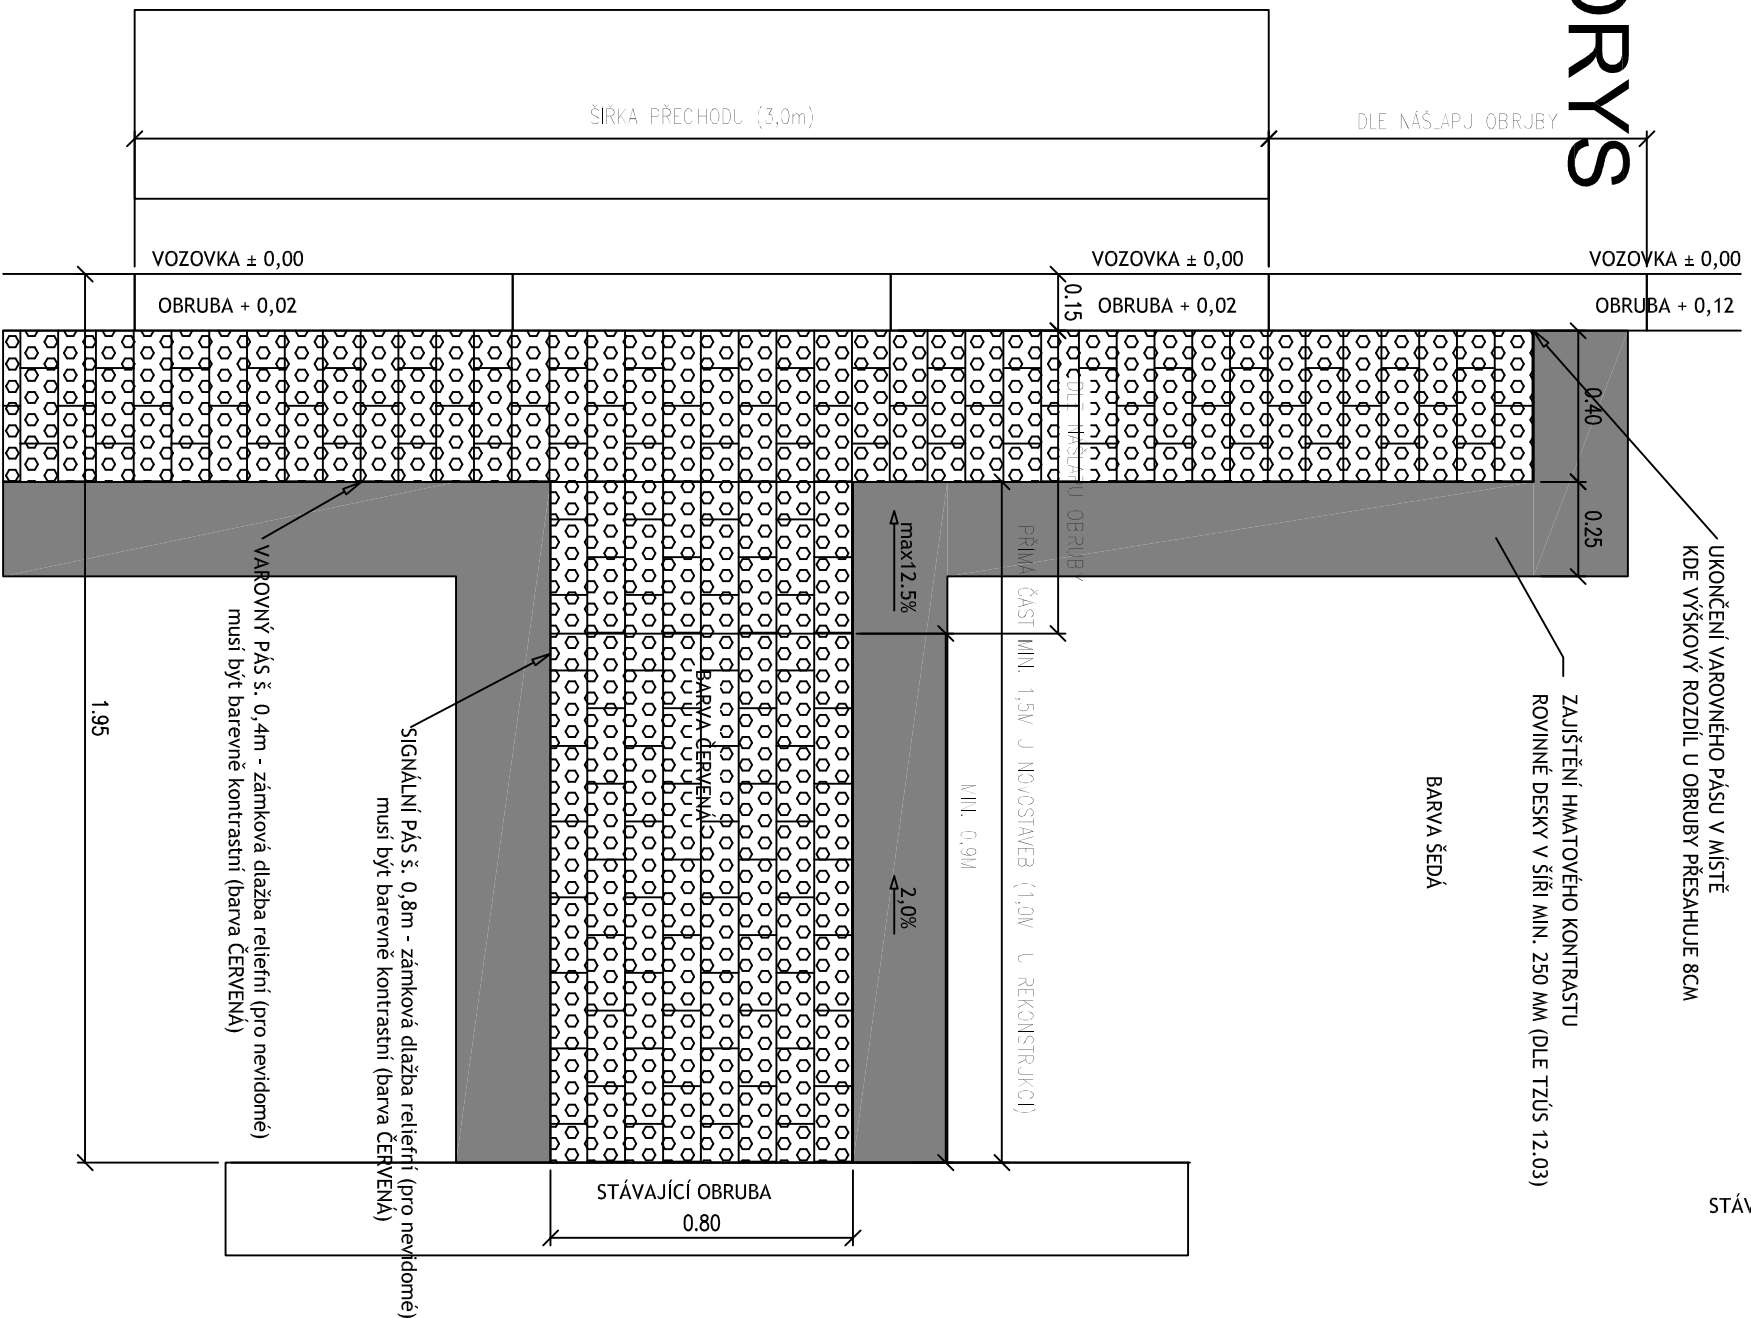 ORYS
ŠÍŘKA PŘECHODU (3,0m)
DLE NÁŠLAPU OBRUBY
VOZOVKA ± 0,00
VOZOVKA ± 0,00
VOZOVKA ± 0,00
OBRUBA + 0,02
OBRUBA + 0,02
OBRUBA + 0,12
0.15
0.40
0.25
DLE NÁŠLAPU OBRUBY
max12.5%
2,0%
PŘÍMÁ ČÁST MIN. 1,5M U NOVOSTAVEB (1,0M U REKONSTRUKCÍ)
MIN. 0,9M
BARVA ČERVENÁ
BARVA ŠEDÁ
UKONČENÍ VAROVNÉHO PÁSU V MÍSTĚ
KDE VÝŠKOVÝ ROZDÍL U OBRUBY PŘESAHUJE 8CM
ZAJIŠTĚNÍ HMATOVÉHO KONTRASTU
ROVINNÉ DESKY V ŠÍŘI MIN. 250 MM (DLE TZÚS 12.03)
VAROVNÝ PÁS š. 0,4m - zámková dlažba reliefní (pro nevidomé)
musí být barevně kontrastní (barva ČERVENÁ)
SIGNÁLNÍ PÁS š. 0,8m - zámková dlažba reliefní (pro nevidomé)
musí být barevně kontrastní (barva ČERVENÁ)
1.95
STÁVAJÍCÍ OBRUBA
0.80
STÁV